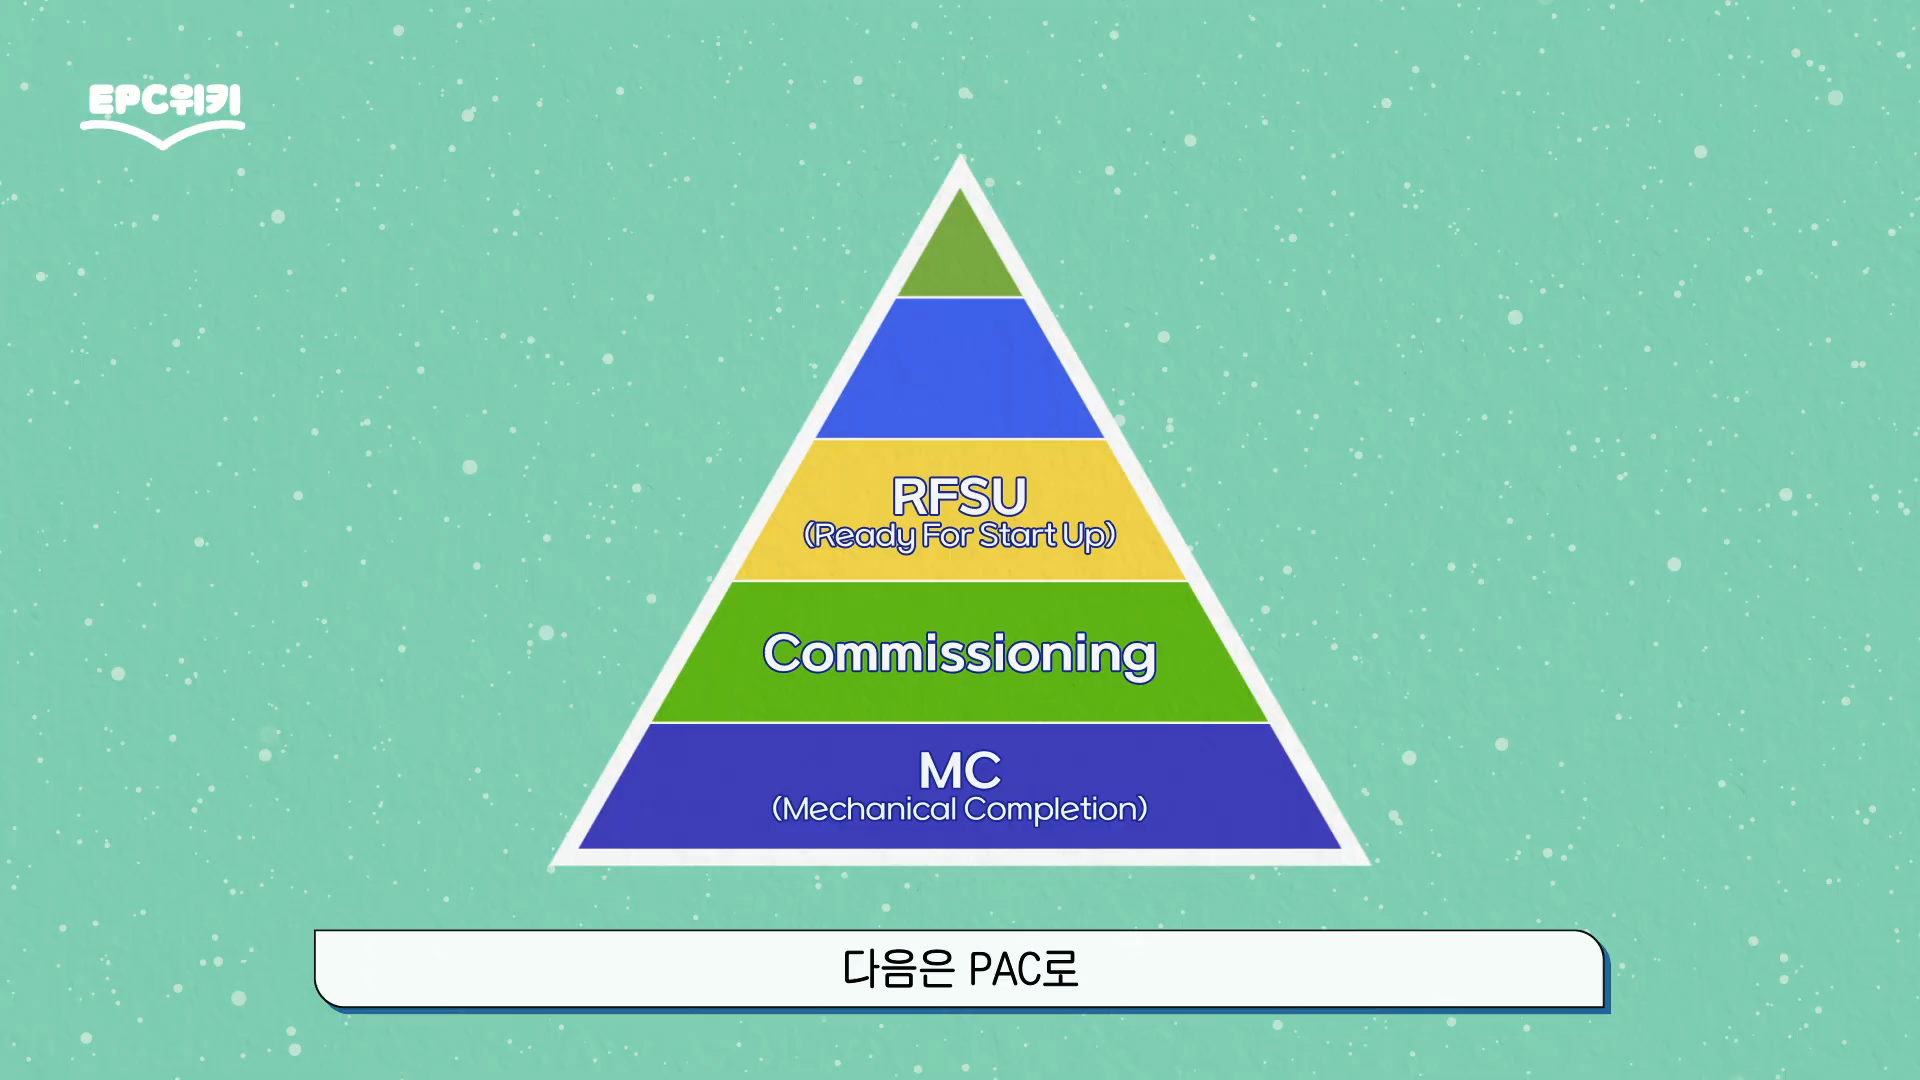 EPC위키
RFSU
(Ready For Start Up)
Commissioning
MC
(Mechanical Completion)
다음은 PAC로